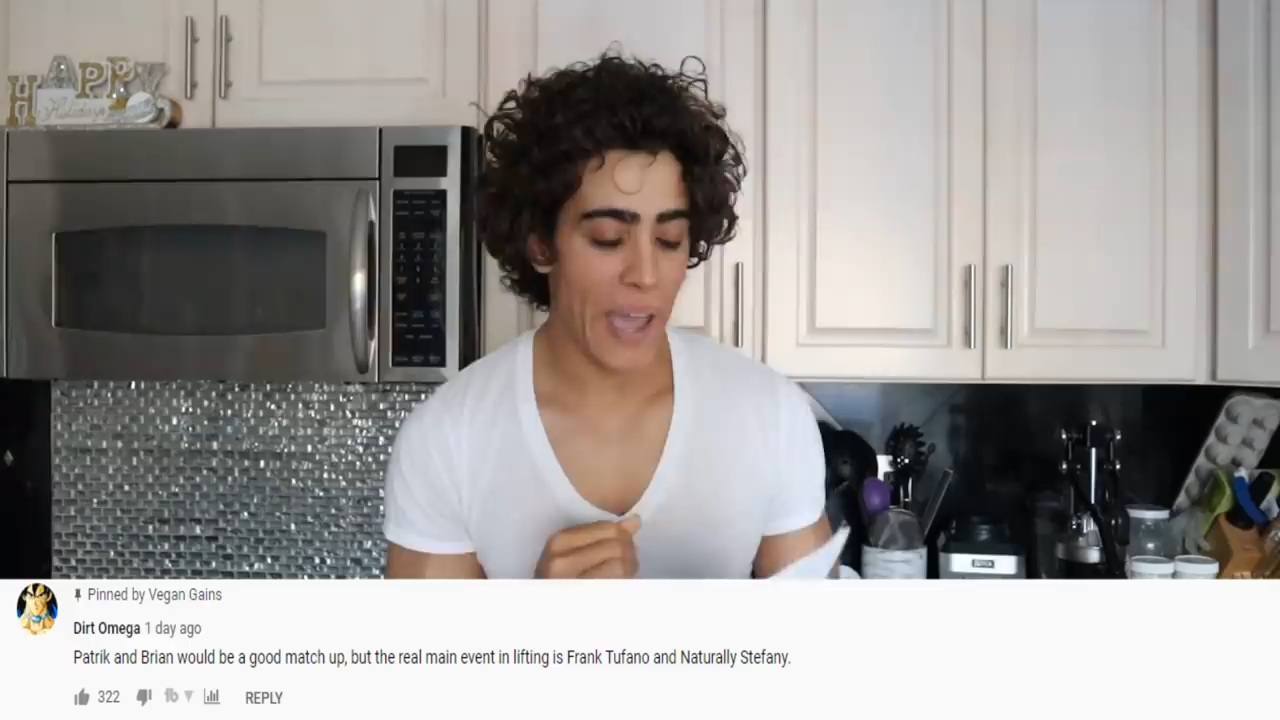 HAPPY
Holidays
Pinned by Vegan Gains
Dirt Omega 1 day ago
Patrik and Brian would be a good match up, but the real main event in lifting is Frank Tufano and Naturally Stefany.
322
REPLY